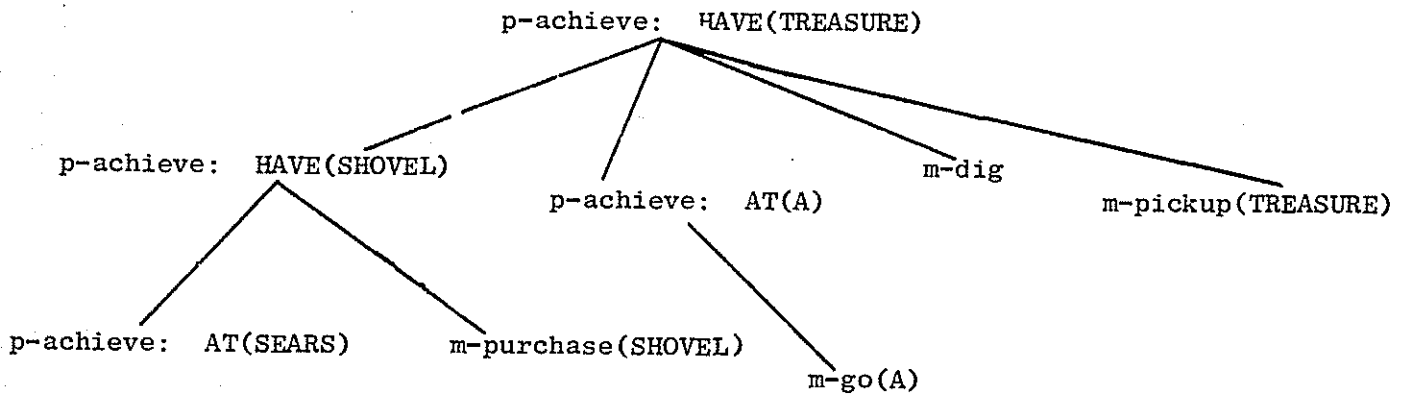 p-achieve: HAVE(TREASURE)
p-achieve: HAVE(SHOVEL)
m-dig
p-achieve: AT(A)
m-pickup(TREASURE)
p-achieve: AT(SEARS)
m-purchase(SHOVEL)
m-go(A)